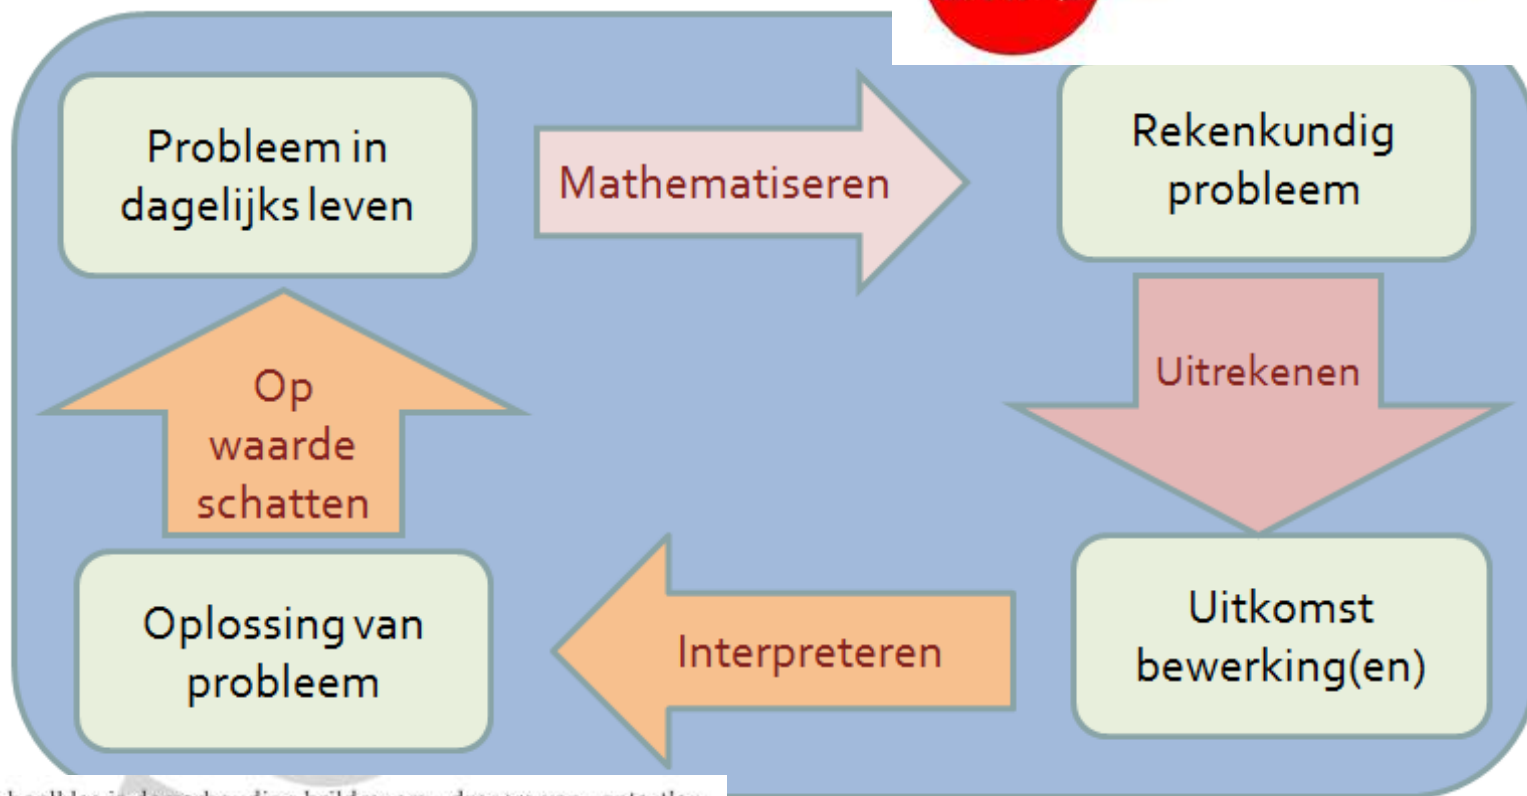 Probleem in
dagelijks leven
Mathematiseren
Rekenkundig
probleem
Uitrekenen
Uitkomst
bewerking(en)
Interpreteren
Oplossing van
probleem
Op
waarde
schatten